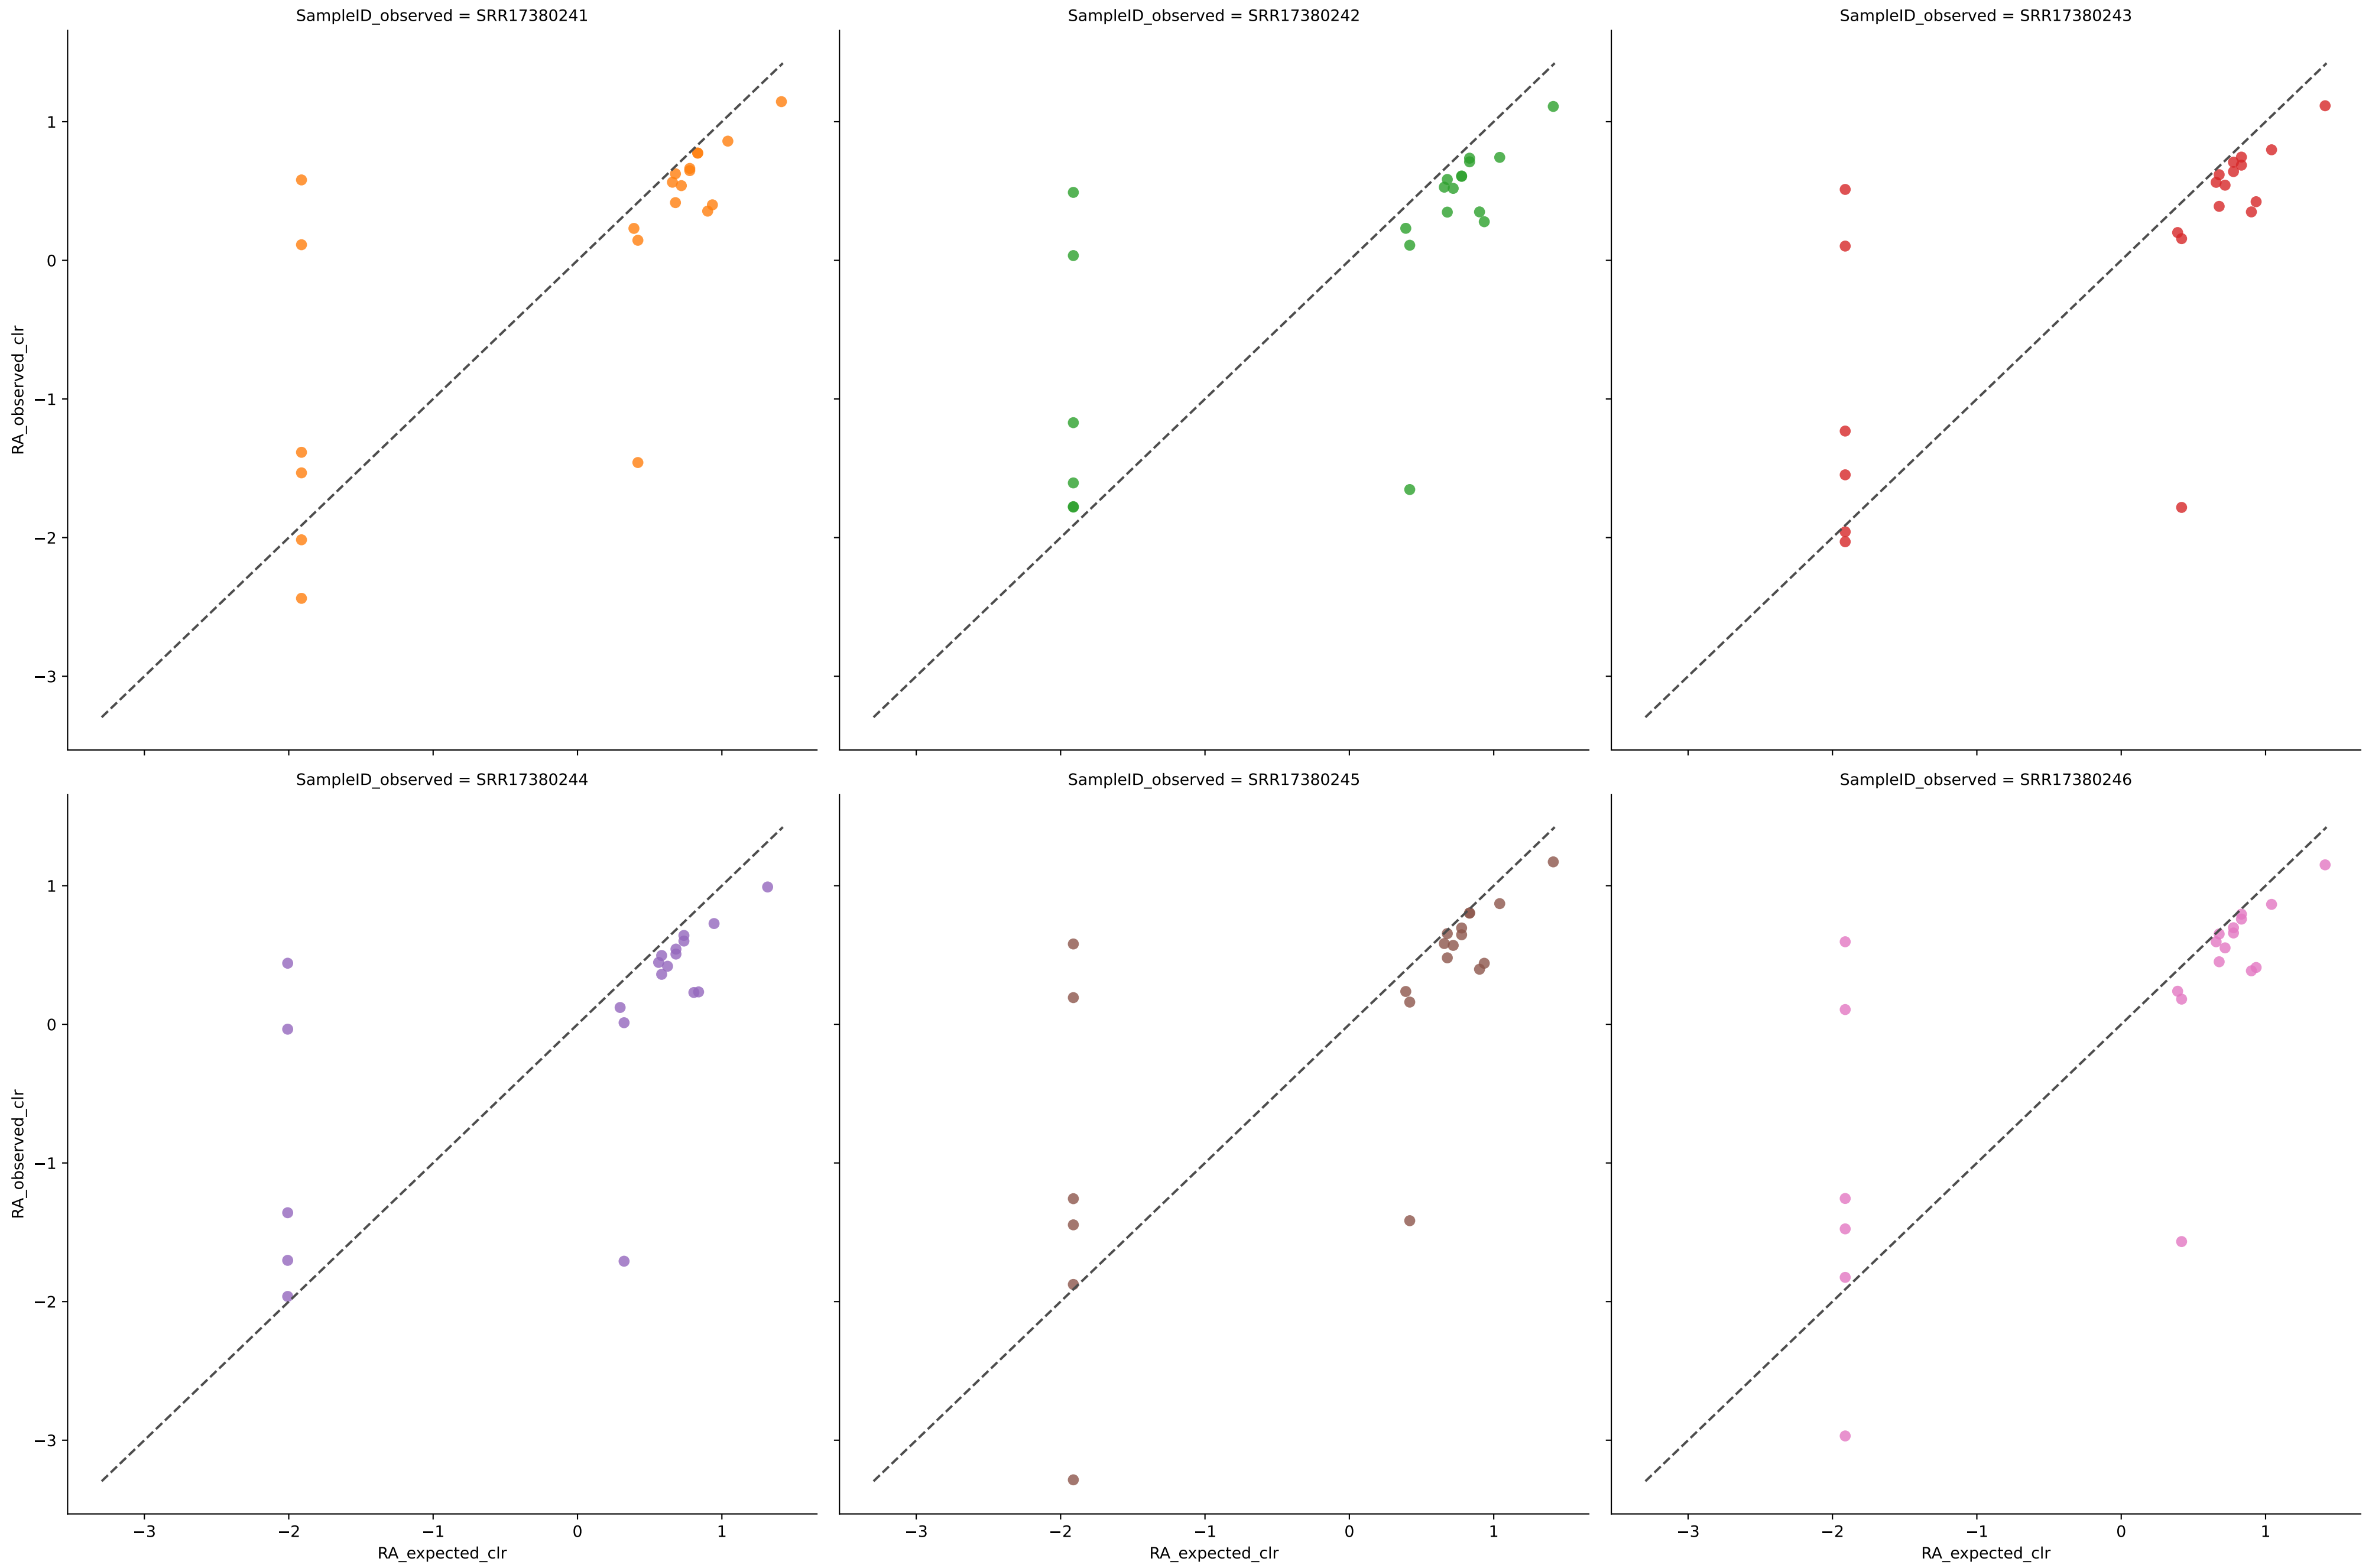 SampleID_observed = SRR17380241
SampleID_observed = SRR17380242
SampleID_observed = SRR17380243
1
0
−1
−2
−3
RA_observed_clr
SampleID_observed = SRR17380244
SampleID_observed = SRR17380245
SampleID_observed = SRR17380246
1
0
−1
−2
−3
RA_observed_clr
−3 −2 −1 0 1
−3 −2 −1 0 1
−3 −2 −1 0 1
RA_expected_clr
RA_expected_clr
RA_expected_clr